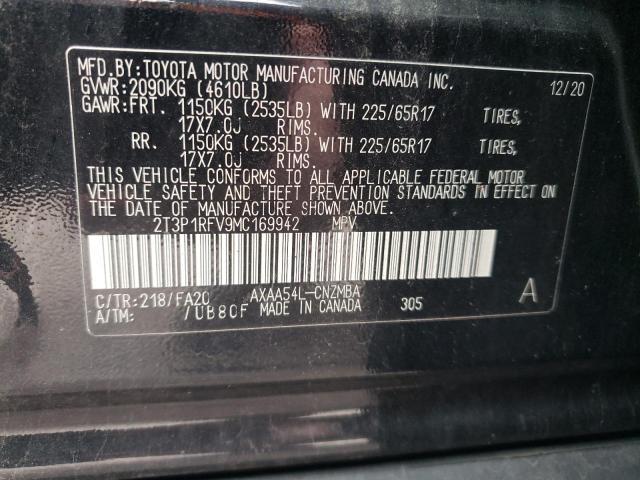 MFD.BY:TOYOTA MOTOR MANUFACTURING CANADA INC. 12/20
GVWR:2090KG (4610LB)
GAWR:FRT. 1150KG (2535LB) WITH 225/65R17 TIRES,
17X7.0J RIMS.
RR. 1150KG (2535LB) WITH 225/65R17 TIRES,
17X7.0J RIMS.
THIS VEHICLE CONFORMS TO ALL APPLICABLE FEDERAL MOTOR
VEHICLE SAFETY AND THEFT PREVENTION STANDARDS IN EFFECT ON
THE DATE OF MANUFACTURE SHOWN ABOVE.
2T3P1RFV9MC169942 MPV
C/TR:218/FA20 AXAA54L-CNZMBA A
A/TM: /UB80F MADE IN CANADA 305